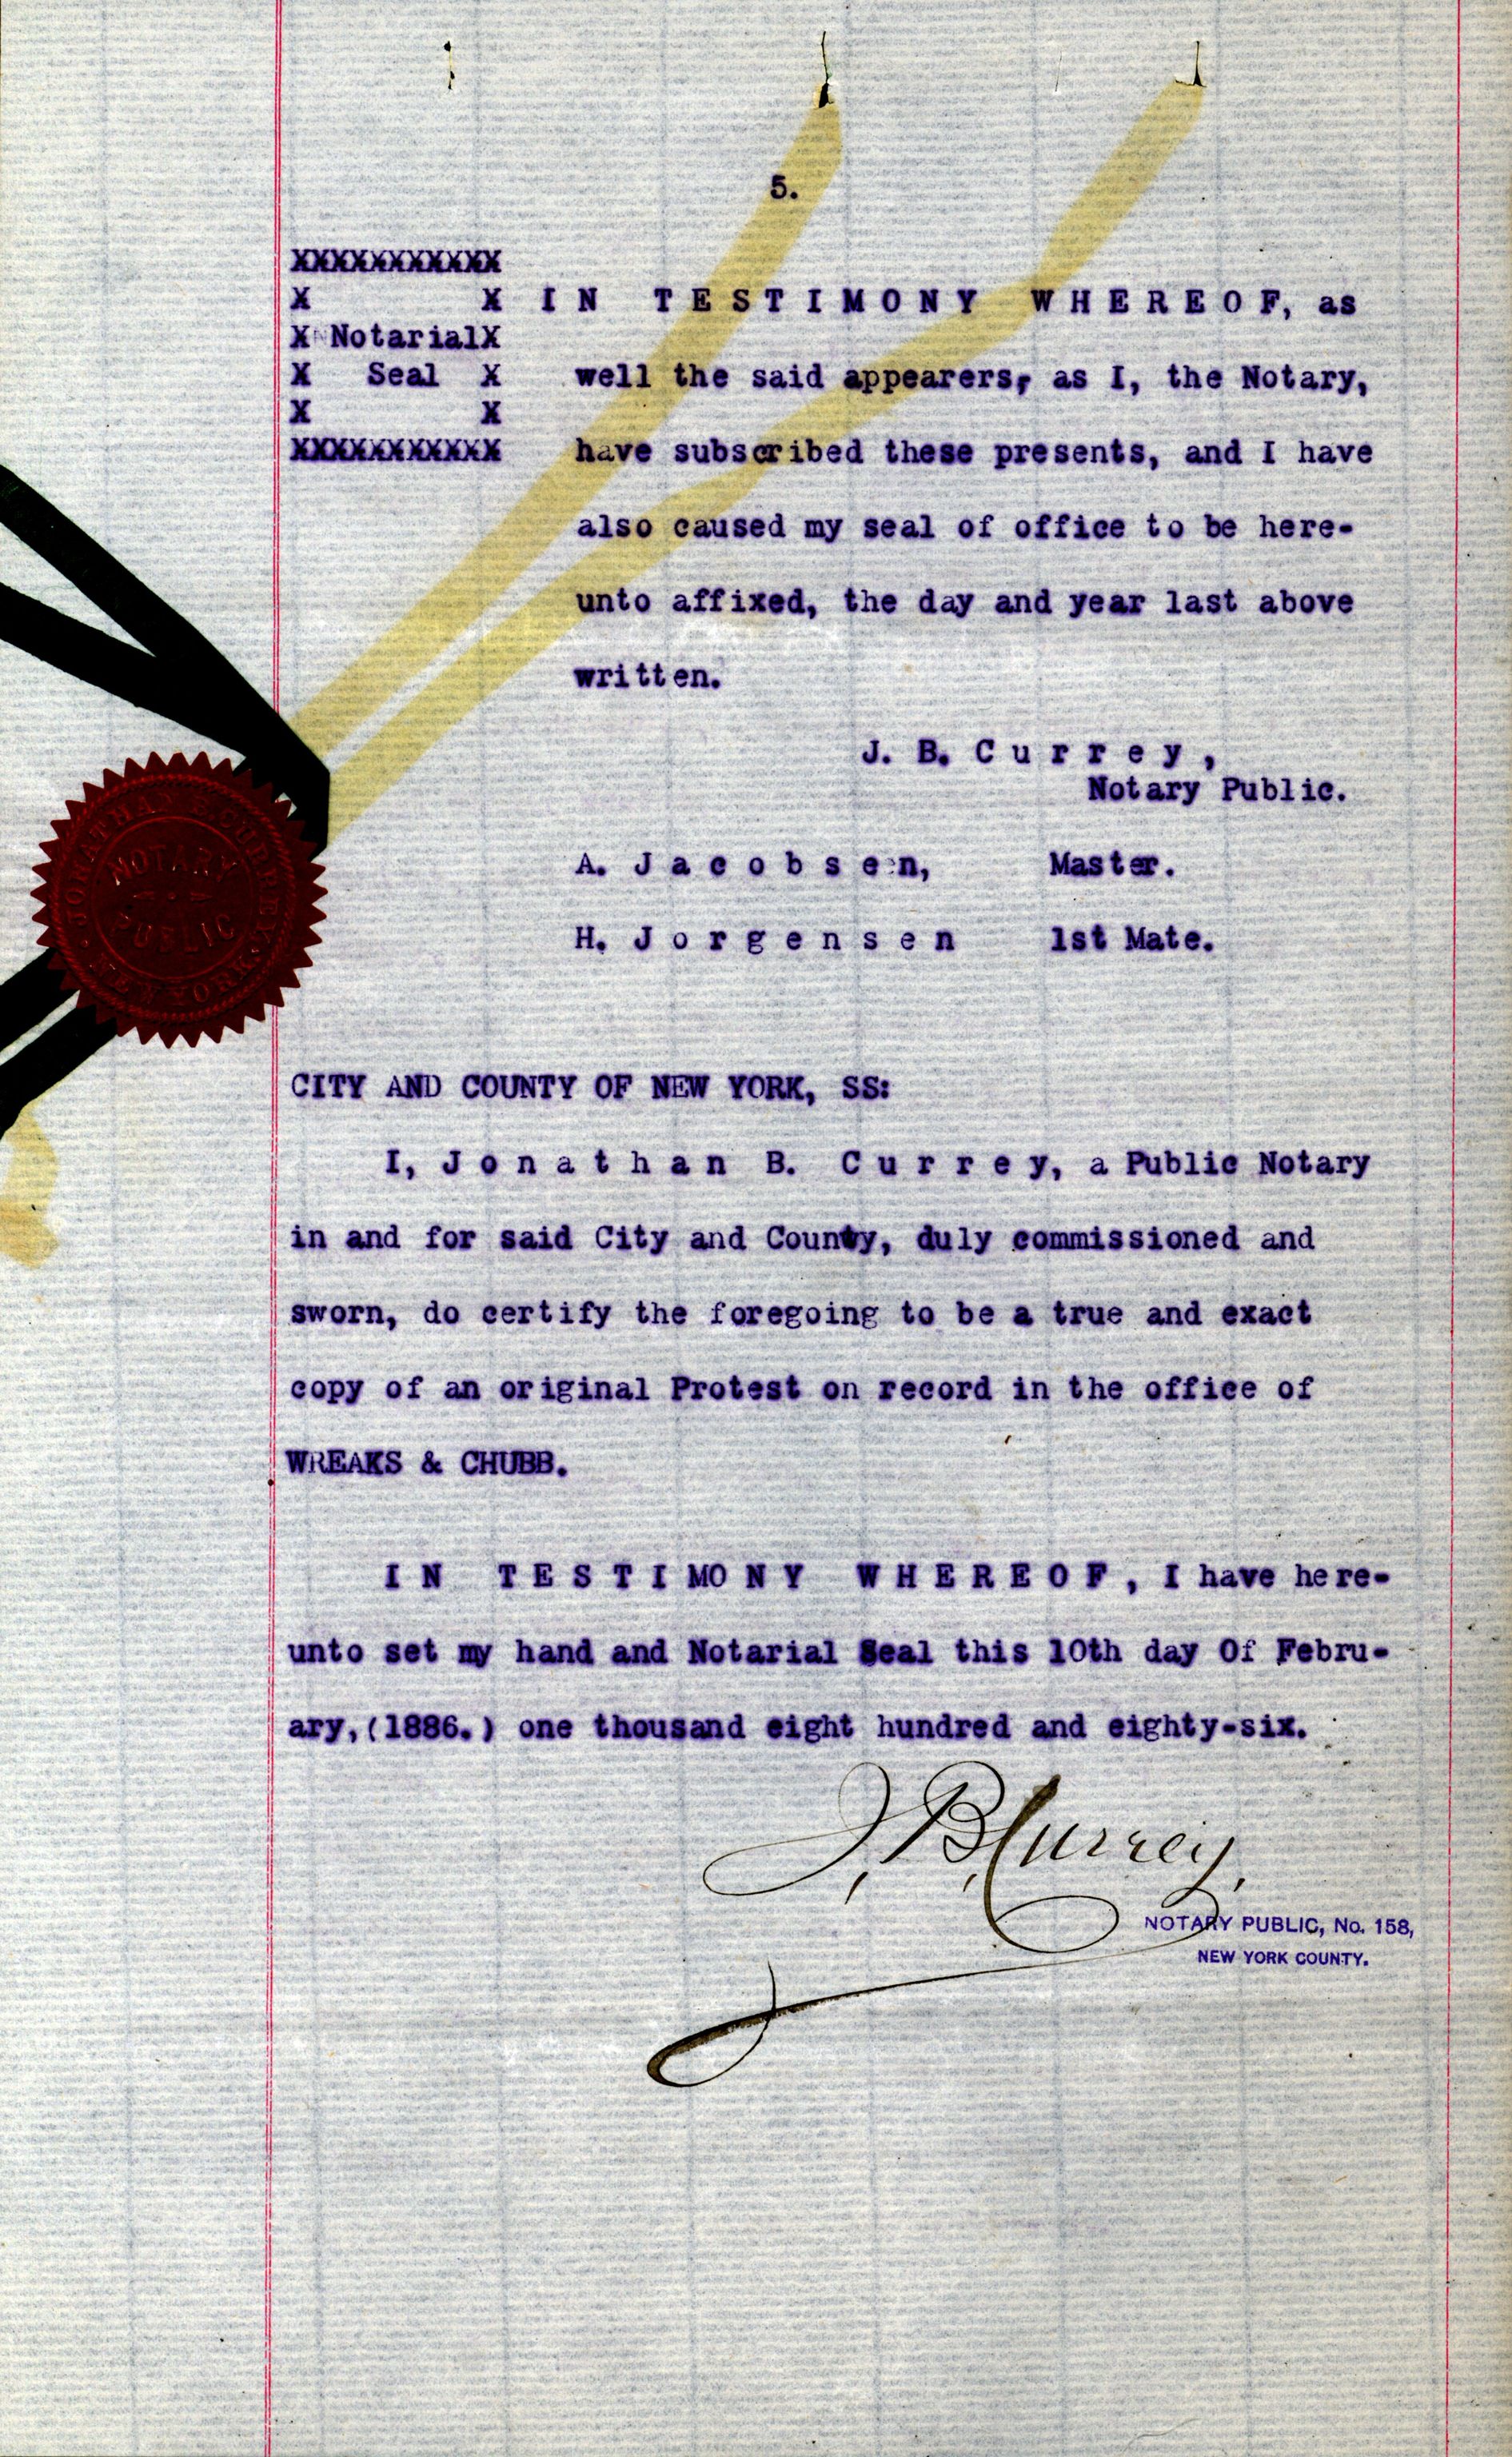 5.
XXXXXXXXXXX
X X IN TESTIMONY WHEREOF, as
X Notarial X
X Seal X well the said appearers, as I, the Notary,
X X
XXXXXXXXXXX have subscribed these presents, and I have
also caused my seal of office to be here-
unto affixed, the day and year last above
written.
J. B. Currey,
Notary Public.
A. Jacobsen, Master.
H. Jorgensen 1st Mate.
JONATHAN B. CURREY
NOTARY
PUBLIC
NEW YORK
CITY AND COUNTY OF NEW YORK, SS:
I, Jonathan B. Currey, a Public Notary
in and for said City and County, duly commissioned and
sworn, do certify the foregoing to be a true and exact
copy of an original Protest on record in the office of
WREAKS & CHUBB.
IN TESTIMONY WHEREOF, I have here-
unto set my hand and Notarial Seal this 10th day Of Febru-
ary,(1886.) one thousand eight hundred and eighty-six.
J. B. Currey,
NOTARY PUBLIC, No. 158,
NEW YORK COUNTY.